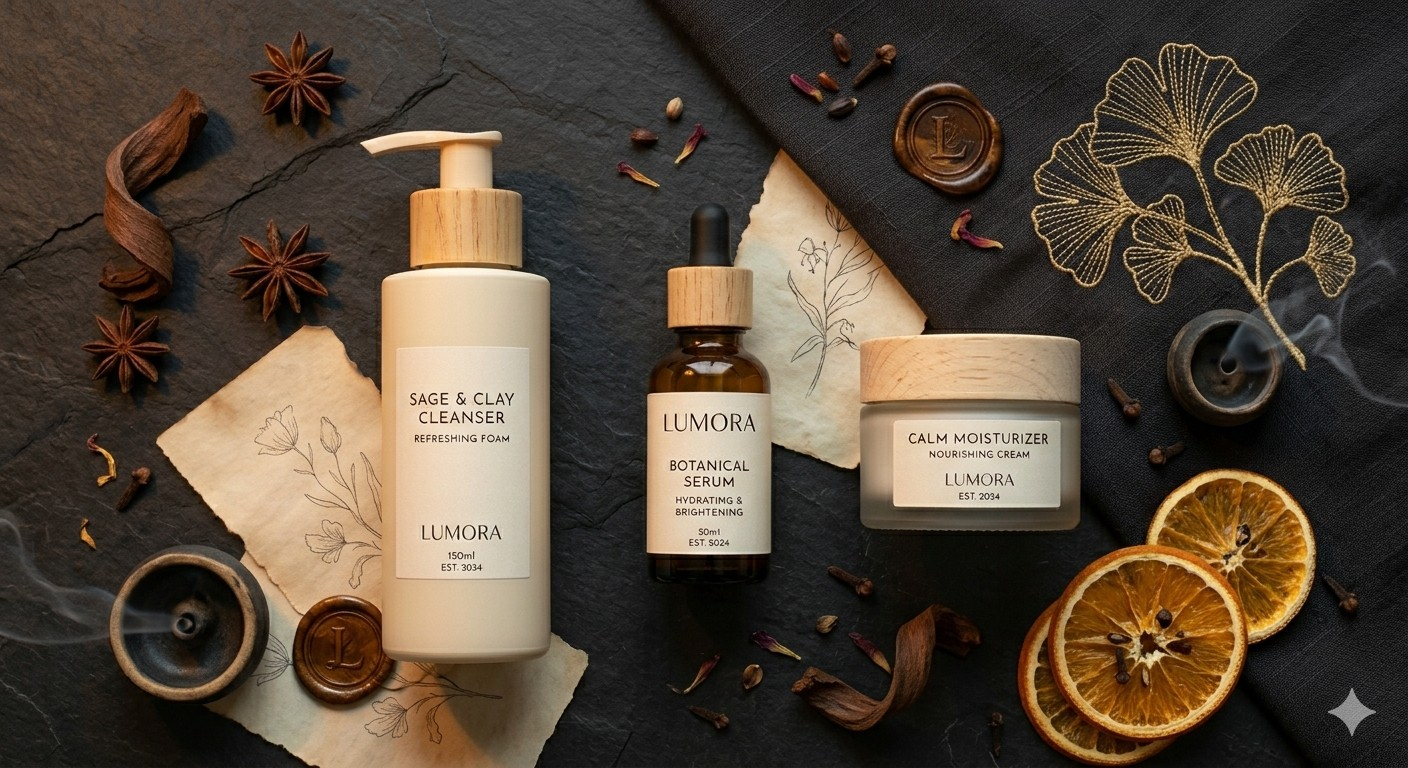 SAGE & CLAY
CLEANSER
REFRESHING FOAM
LUMORA
150ml
EST. 3034
LUMORA
BOTANICAL
SERUM
HYDRATING &
BRIGHTENING
S0ml
EST. S024
CALM MOISTURIZER
NOURISHING CREAM
LUMORA
EST. 2034
L
L